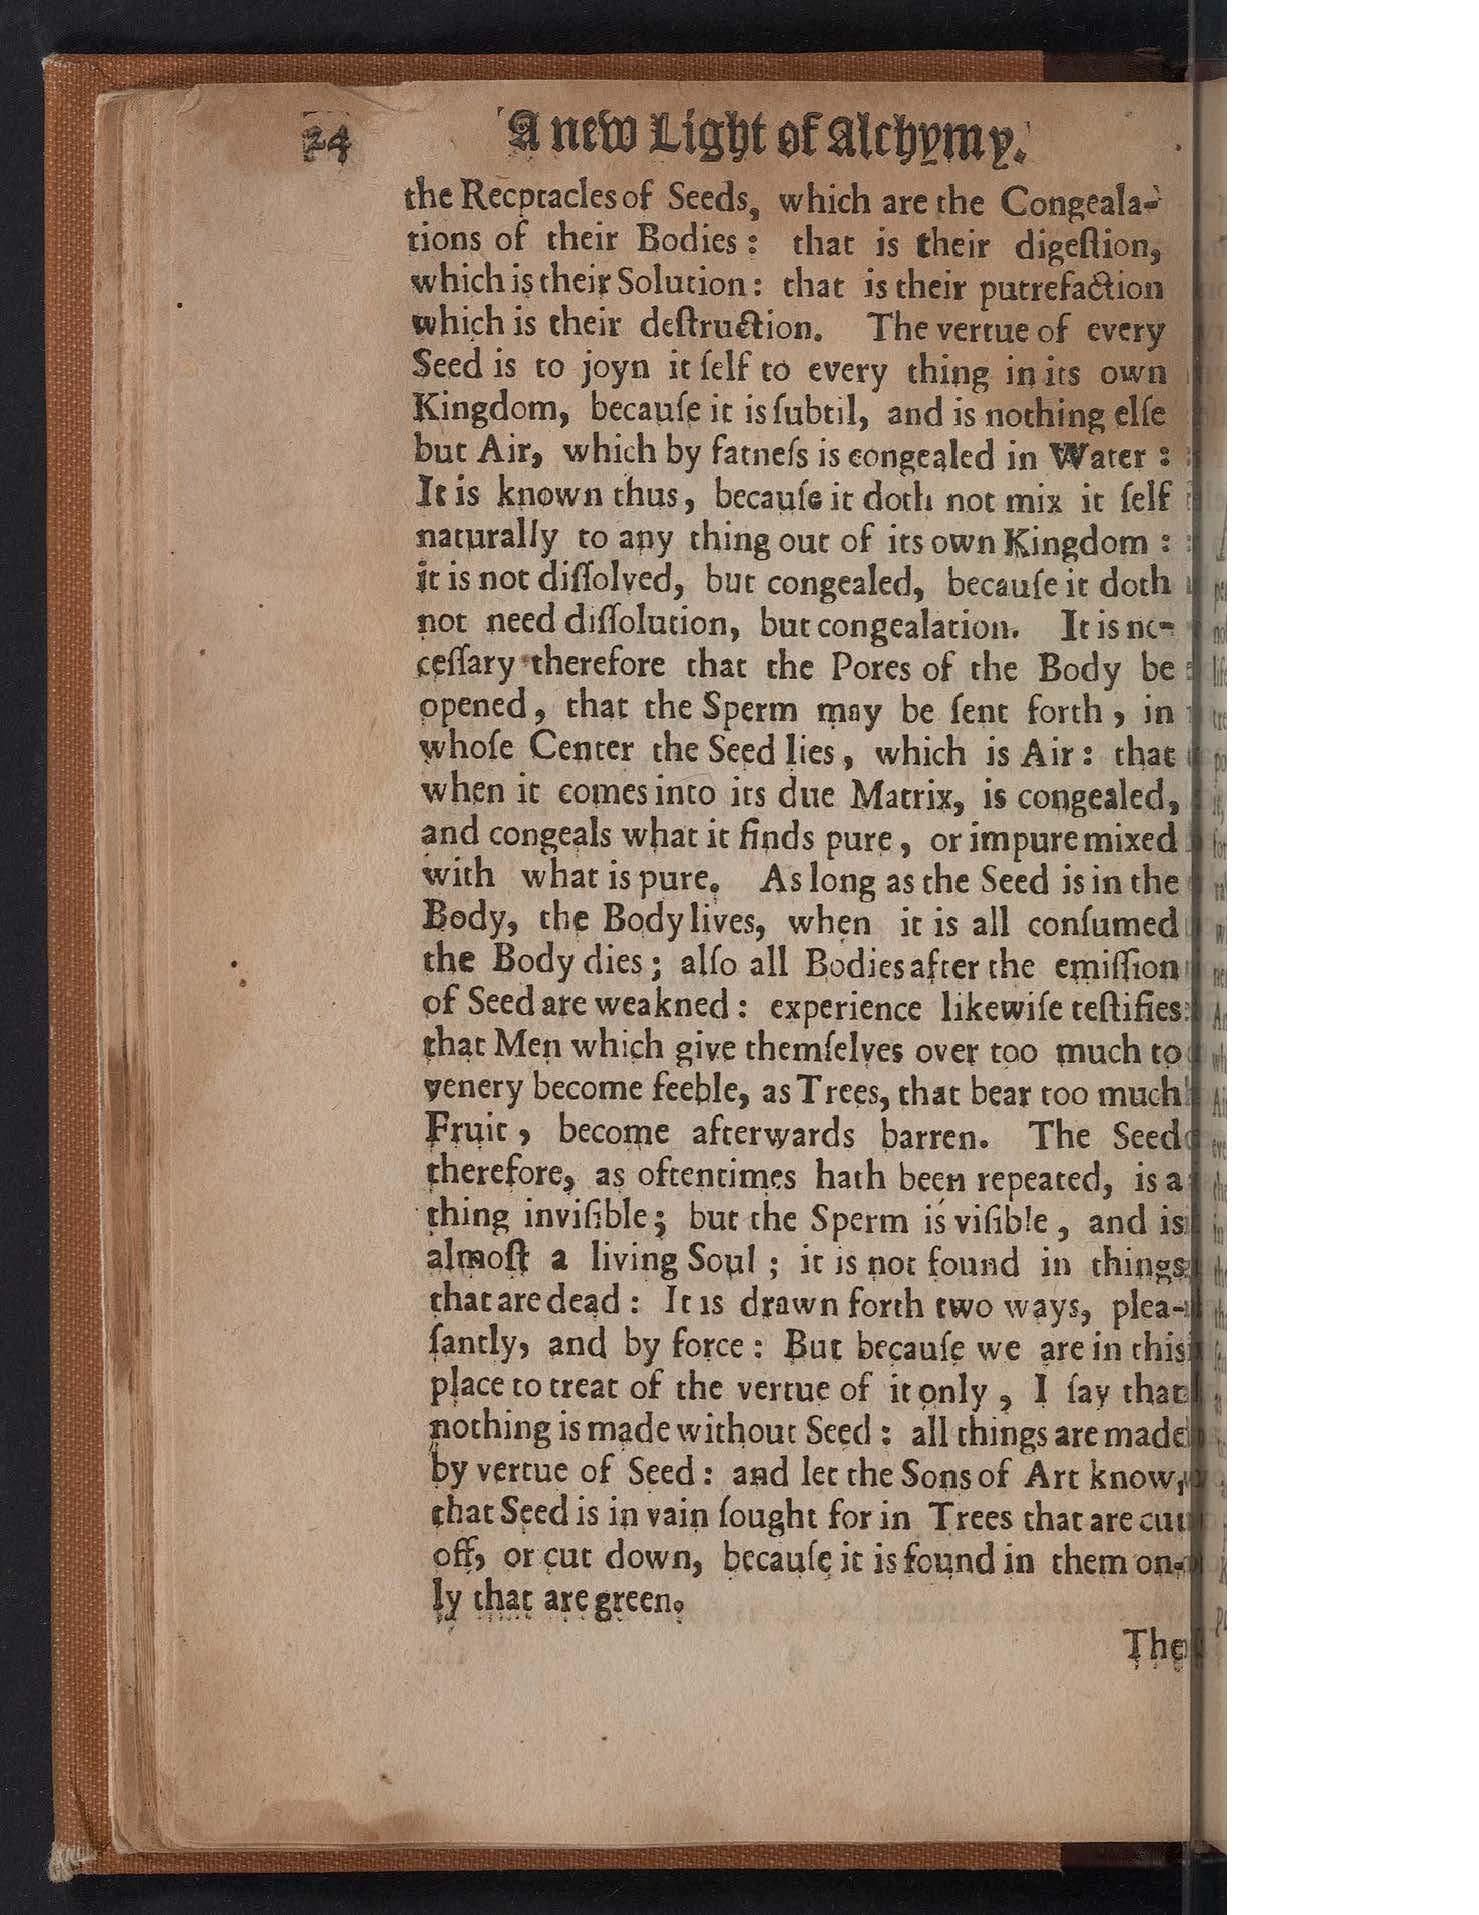 24 A new Light of Alchymy.
the Recptacles of Seeds, which are the Congeala-
tions of their Bodies: that is their digeſtion,
which is their Solution: that is their putrefaction
which is their deſtruction. The vertue of every
Seed is to joyn it ſelf to every thing in its own
Kingdom, becauſe it is ſubtil, and is nothing elſe
but Air, which by fatneſs is congealed in Water:
It is known thus, becauſe it doth not mix it ſelf
naturally to any thing out of its own Kingdom:
it is not diſſolved, but congealed, becauſe it doth
not need diſſolution, but congealation. It is ne-
ceſſary therefore that the Pores of the Body be
opened, that the Sperm may be ſent forth, in
whoſe Center the Seed lies, which is Air: that
when it comes into its due Matrix, is congealed,
and congeals what it finds pure, or impure mixed
with what is pure. As long as the Seed is in the
Body, the Body lives, when it is all conſumed
the Body dies; alſo all Bodies after the emiſſion
of Seed are weakned: experience likewiſe teſtifies
that Men which give themſelves over too much to
venery become feeble, as Trees, that bear too much
Fruit, become afterwards barren. The Seed
therefore, as oftentimes hath been repeated, is a
thing inviſible; but the Sperm is viſible, and is
almoſt a living Soul; it is not found in things
that are dead: It is drawn forth two ways, plea-
ſantly, and by force: But becauſe we are in this
place to treat of the vertue of it only, I ſay that
nothing is made without Seed: all things are made
by vertue of Seed: and let the Sons of Art know,
that Seed is in vain ſought for in Trees that are cut
off, or cut down, becauſe it is found in them on-
ly that are green.
The